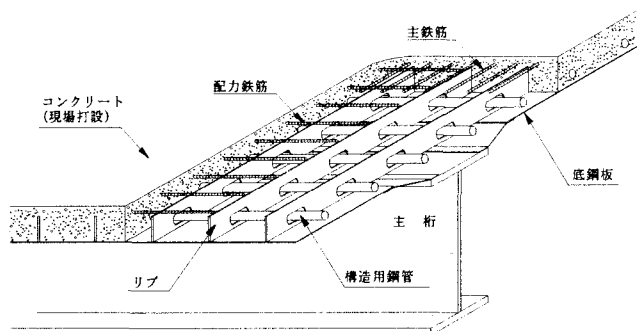 主鉄筋
配力鉄筋
コンクリート
(現場打設)
底鋼板
主桁
リブ
構造用鋼管